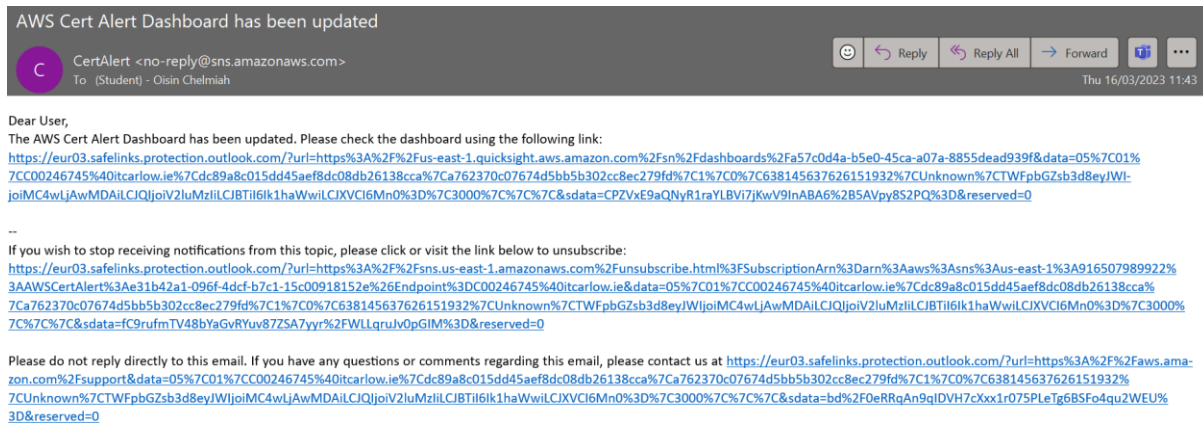 AWS Cert Alert Dashboard has been updated
C
CertAlert <no-reply@sns.amazonaws.com>
To (Student) - Oisin Chelmiah
Reply
Reply All
Forward
Thu 16/03/2023 11:43
Dear User,
The AWS Cert Alert Dashboard has been updated. Please check the dashboard using the following link:
https://eur03.safelinks.protection.outlook.com/?url=https%3A%2F%2Fus-east-1.quicksight.aws.amazon.com%2Fsn%2Fdashboards%2Fa57c0d4a-b5e0-45ca-a07a-8855dead939f&data=05%7C01%
7CC00246745%40itcarlow.ie%7Cdc89a8c015dd45aef8dc08db26138cca%7Ca762370c07674d5bb5b302cc8ec279fd%7C1%7C0%7C638145637626151932%7CUnknown%7CTWFpbGZsb3d8eyJWI-
joiMC4wLjAwMDAiLCJQIjoiV2luMzIiLCJBTiI6Ik1haWwiLCJXVCI6Mn0%3D%7C3000%7C%7C%7C&sdata=CPZVxE9aQNyR1raYLBVi7jKwV9InABA6%2B5AVpy8S2PQ%3D&reserved=0
--
If you wish to stop receiving notifications from this topic, please click or visit the link below to unsubscribe:
https://eur03.safelinks.protection.outlook.com/?url=https%3A%2F%2Fsns.us-east-1.amazonaws.com%2Funsubscribe.html%3FSubscriptionArn%3Darn%3Aaws%3Asns%3Aus-east-1%3A916507989922%
3AAWSCertAlert%3Ae31b42a1-096f-4dcf-b7c1-15c00918152e%26Endpoint%3DC00246745%40itcarlow.ie&data=05%7C01%7CC00246745%40itcarlow.ie%7Cdc89a8c015dd45aef8dc08db26138cca%
7Ca762370c07674d5bb5b302cc8ec279fd%7C1%7C0%7C638145637626151932%7CUnknown%7CTWFpbGZsb3d8eyJWIjoiMC4wLjAwMDAiLCJQIjoiV2luMzIiLCJBTiI6Ik1haWwiLCJXVCI6Mn0%3D%7C3000%
7C%7C%7C&sdata=fC9rufmTV48bYaGvRYuv87ZSA7yyr%2FWLLqruJv0pGIM%3D&reserved=0
Please do not reply directly to this email. If you have any questions or comments regarding this email, please contact us at https://eur03.safelinks.protection.outlook.com/?url=https%3A%2F%2Faws.ama-
zon.com%2Fsupport&data=05%7C01%7CC00246745%40itcarlow.ie%7Cdc89a8c015dd45aef8dc08db26138cca%7Ca762370c07674d5bb5b302cc8ec279fd%7C1%7C0%7C638145637626151932%
7CUnknown%7CTWFpbGZsb3d8eyJWIjoiMC4wLjAwMDAiLCJQIjoiV2luMzIiLCJBTiI6Ik1haWwiLCJXVCI6Mn0%3D%7C3000%7C%7C%7C&sdata=bd%2F0eRRqAn9qIDVH7cXxx1r075PLeTg6BSFo4qu2WEU%
3D&reserved=0